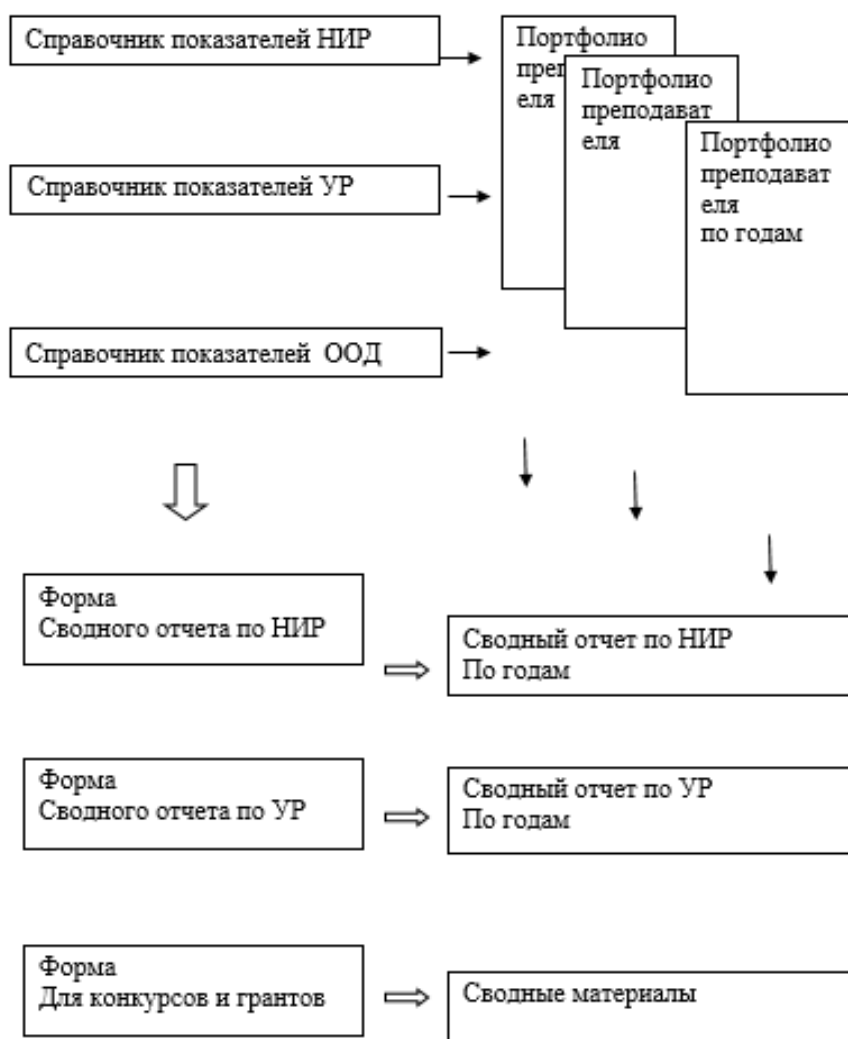 Справочник показателей НИР
Портфолио
еля
Портфолио
преподават
еля
Портфолио
преподават
еля
по годам
Справочник показателей УР
Справочник показателей ООД
Форма
Сводного отчета по НИР
Сводный отчет по НИР
По годам
Форма
Сводного отчета по УР
Сводный отчет по УР
По годам
Форма
Для конкурсов и грантов
Сводные материалы